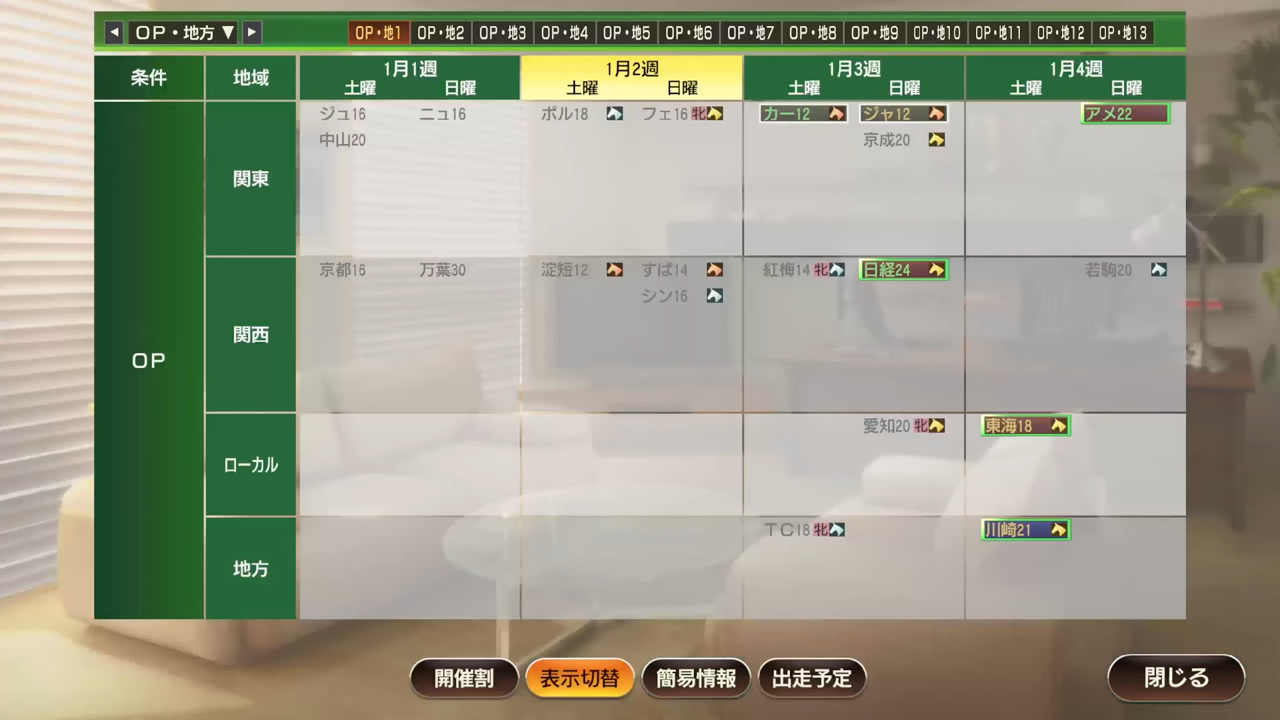 ◀ OP・地方 ▼ ▶ OP・地1 OP・地2 OP・地3 OP・地4 OP・地5 OP・地6 OP・地7 OP・地8 OP・地9 OP・地10 OP・地11 OP・地12 OP・地13
条件 地域 1月1週 1月2週 1月3週 1月4週
土曜 日曜 土曜 日曜 土曜 日曜 土曜 日曜
OP
関東
ジュ16 ニュ16 ポル18 フェ16 牝 カー12 ジャ12 アメ22
中山20 京成20
関西
京都16 万葉30 淀短12 すば14 紅梅14 牝 日経24 若駒20
シン16
ローカル
愛知20 牝 東海18
地方
TC18 牝 川崎21
開催割 表示切替 簡易情報 出走予定 閉じる